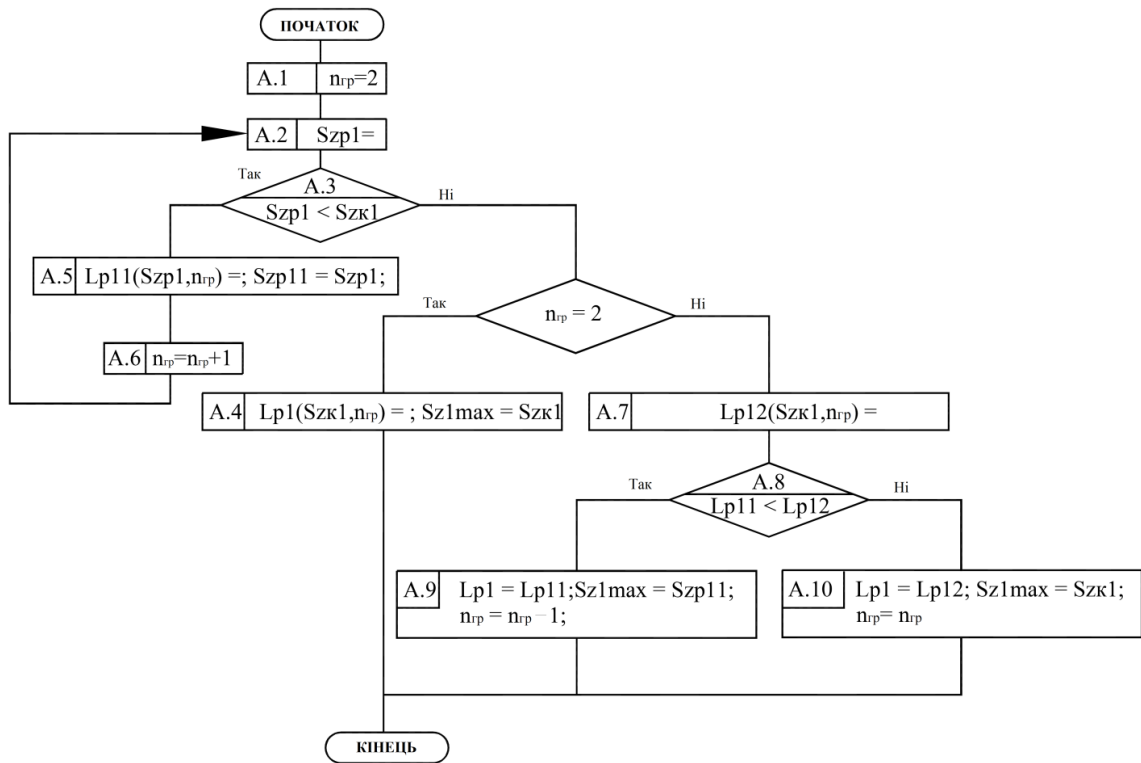 ПОЧАТОК
А.1 nгр=2
А.2 Szp1=
Так
А.3
Ні
Szp1 < Szк1
А.5 Lp11(Szp1,nгр) =; Szp11 = Szp1;
Так
nгр = 2
Ні
А.6 nгр=nгр+1
А.4 Lp1(Szк1,nгр) = ; Sz1max = Szк1
А.7 Lp12(Szк1,nгр) =
Так
А.8
Ні
Lp11 < Lp12
А.9 Lp1 = Lp11;Sz1max = Szp11;
nгр = nгр – 1;
А.10 Lp1 = Lp12; Sz1max = Szк1;
nгр= nгр
КІНЕЦЬ